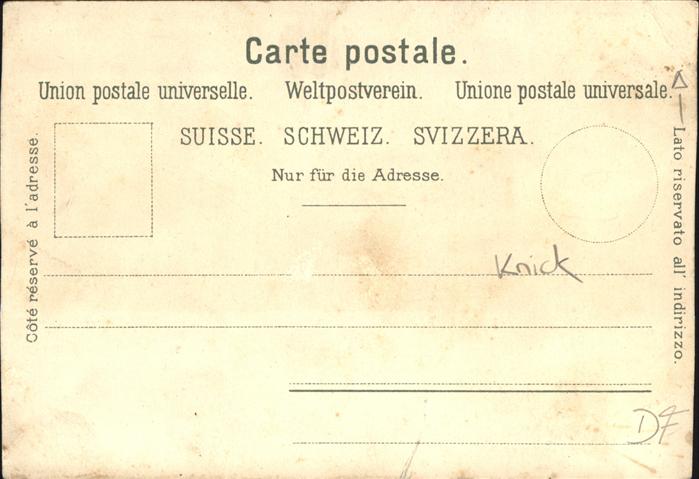 Carte postale.
Union postale universelle. Weltpostverein. Unione postale universale.
SUISSE. SCHWEIZ. SVIZZERA.
Nur für die Adresse.
Côté réservé à l'adresse.
Lato riservato all' indirizzo.
Knick
DF